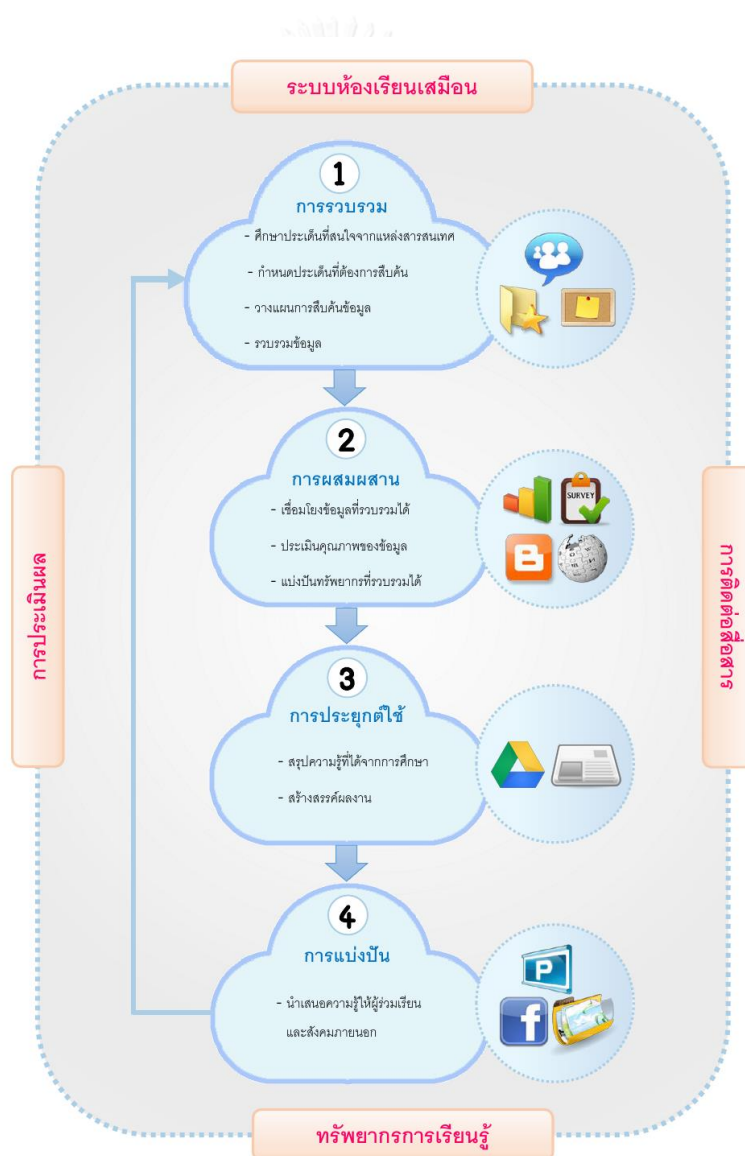 ระบบห้องเรียนเสมือน
1
การรวบรวม
- ศึกษาประเด็นที่สนใจจากแหล่งสารสนเทศ
- กำหนดประเด็นที่ต้องการสืบค้น
- วางแผนการสืบค้นข้อมูล
- รวบรวมข้อมูล
2
การผสมผสาน
- เชื่อมโยงข้อมูลที่รวบรวมได้
- ประเมินคุณภาพของข้อมูล
- แบ่งปันทรัพยากรที่รวบรวมได้
SURVEY
การประเมินผล
การติดต่อสื่อสาร
3
การประยุกต์ใช้
- สรุปความรู้ที่ได้จากการศึกษา
- สร้างสรรค์ผลงาน
4
การแบ่งปัน
- นำเสนอความรู้ให้ผู้ร่วมเรียน
และสังคมภายนอก
P
f
ทรัพยากรการเรียนรู้